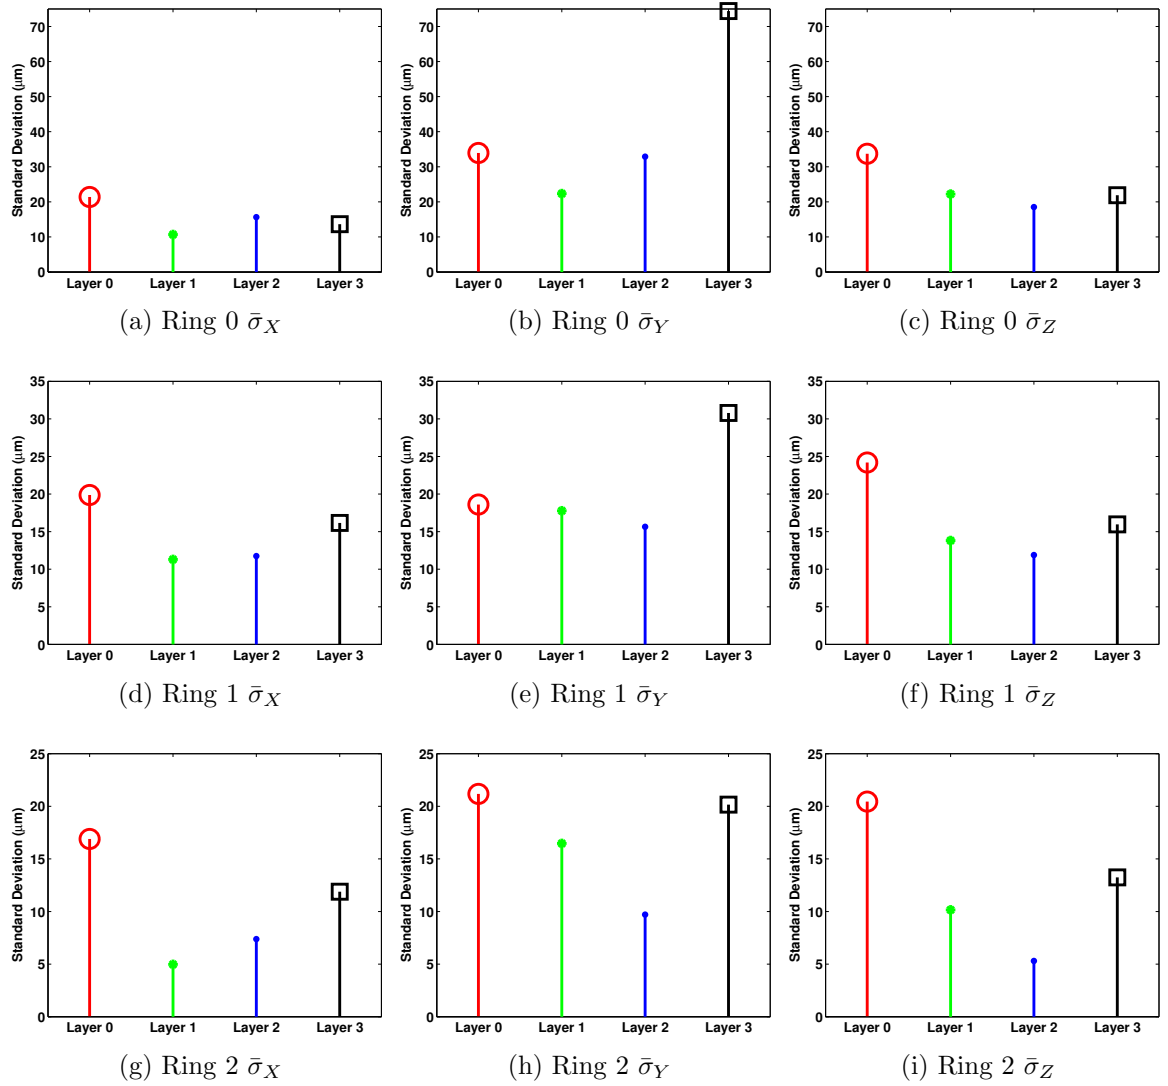 Standard Deviation (μm)
75
70
60
50
40
30
20
10
0
Layer 0 Layer 1 Layer 2 Layer 3
(a) Ring 0 σ̄_X
Standard Deviation (μm)
70
60
50
40
30
20
10
0
Layer 0 Layer 1 Layer 2 Layer 3
(b) Ring 0 σ̄_Y
Standard Deviation (μm)
70
60
50
40
30
20
10
0
Layer 0 Layer 1 Layer 2 Layer 3
(c) Ring 0 σ̄_Z
Standard Deviation (μm)
35
30
25
20
15
10
5
0
Layer 0 Layer 1 Layer 2 Layer 3
(d) Ring 1 σ̄_X
Standard Deviation (μm)
35
30
25
20
15
10
5
0
Layer 0 Layer 1 Layer 2 Layer 3
(e) Ring 1 σ̄_Y
Standard Deviation (μm)
35
30
25
20
15
10
5
0
Layer 0 Layer 1 Layer 2 Layer 3
(f) Ring 1 σ̄_Z
Standard Deviation (μm)
25
20
15
10
5
0
Layer 0 Layer 1 Layer 2 Layer 3
(g) Ring 2 σ̄_X
Standard Deviation (μm)
25
20
15
10
5
0
Layer 0 Layer 1 Layer 2 Layer 3
(h) Ring 2 σ̄_Y
Standard Deviation (μm)
25
20
15
10
5
0
Layer 0 Layer 1 Layer 2 Layer 3
(i) Ring 2 σ̄_Z